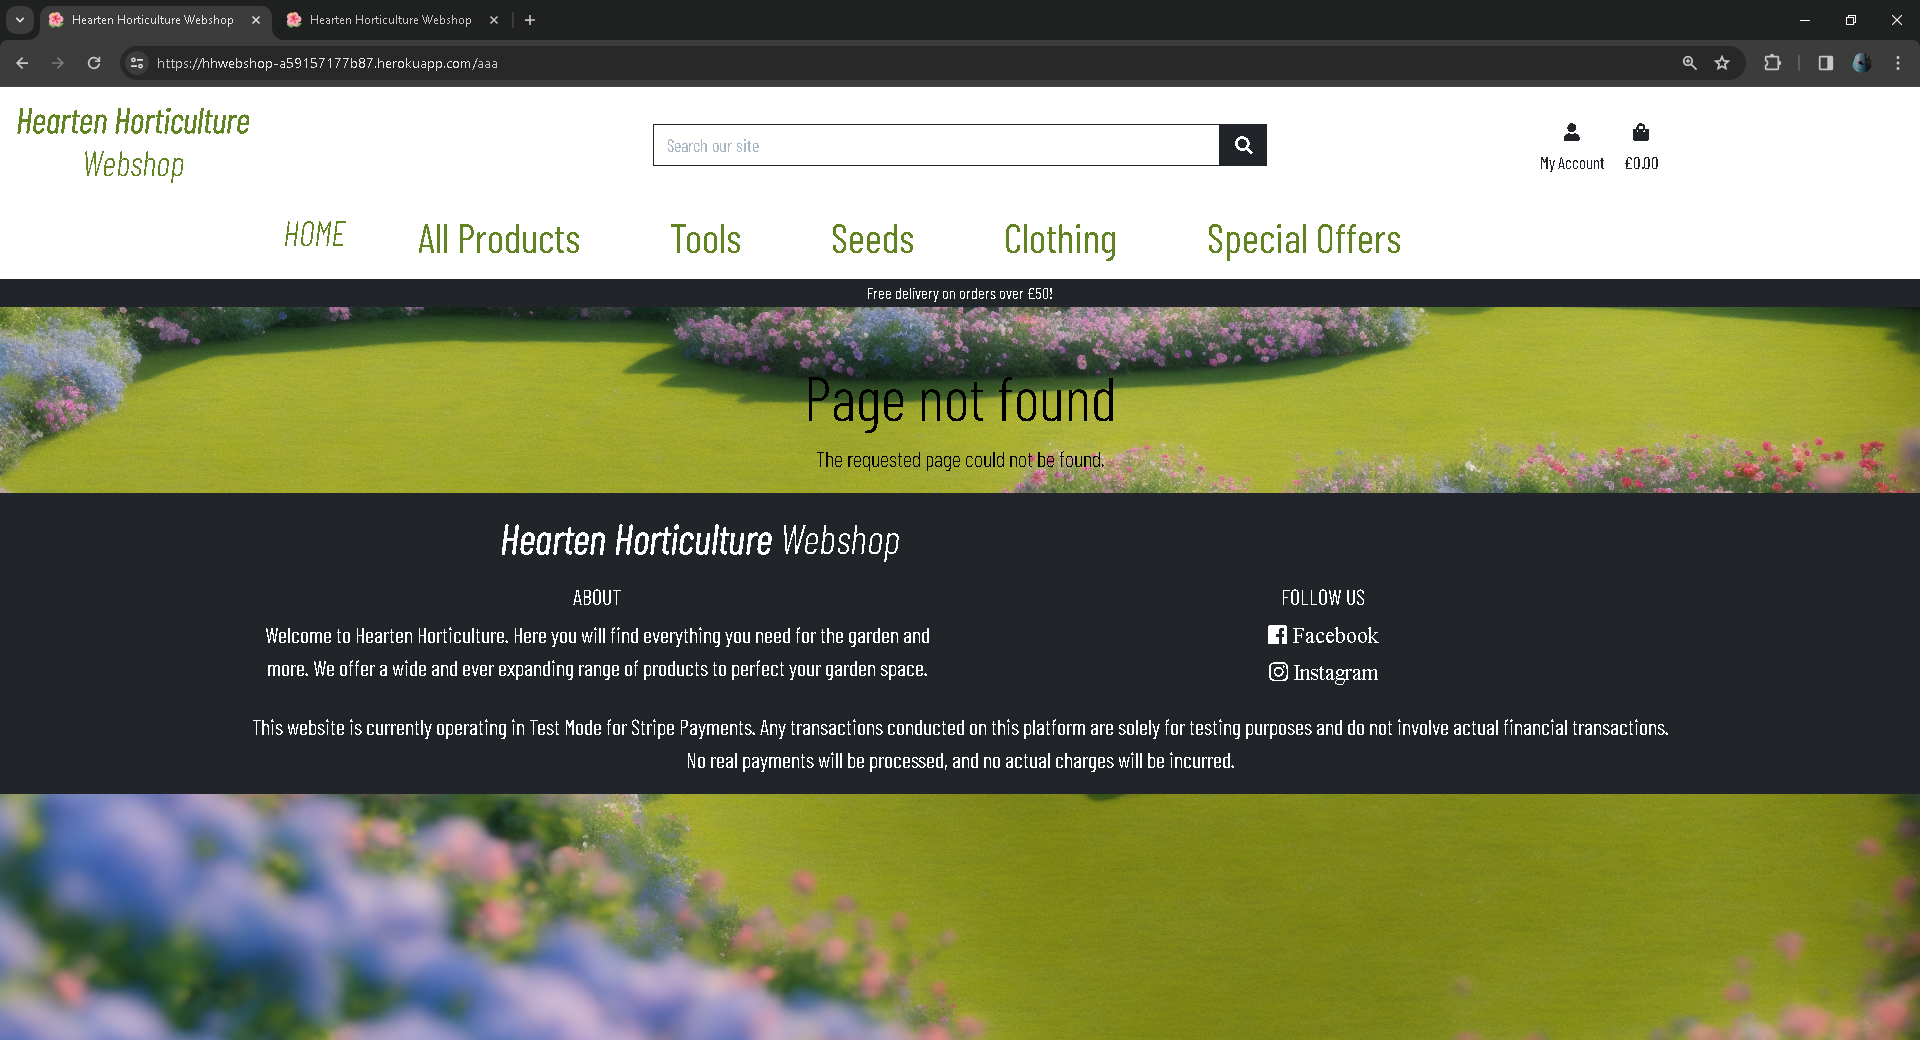 Hearten Horticulture Webshop
Hearten Horticulture Webshop
https://hhwebshop-a59157177b87.herokuapp.com/aaa
Hearten Horticulture
Webshop
Search our site
My Account
£0.00
HOME
All Products
Tools
Seeds
Clothing
Special Offers
Free delivery on orders over £50!
Page not found
The requested page could not be found.
Hearten Horticulture Webshop
ABOUT
Welcome to Hearten Horticulture. Here you will find everything you need for the garden and
more. We offer a wide and ever expanding range of products to perfect your garden space.
FOLLOW US
Facebook
Instagram
This website is currently operating in Test Mode for Stripe Payments. Any transactions conducted on this platform are solely for testing purposes and do not involve actual financial transactions.
No real payments will be processed, and no actual charges will be incurred.